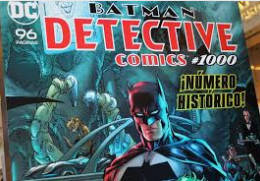 DC
BATMAN
96
PÁGINAS
DETECTIVE
COMICS #1000
¡NÚMERO
HISTÓRICO!